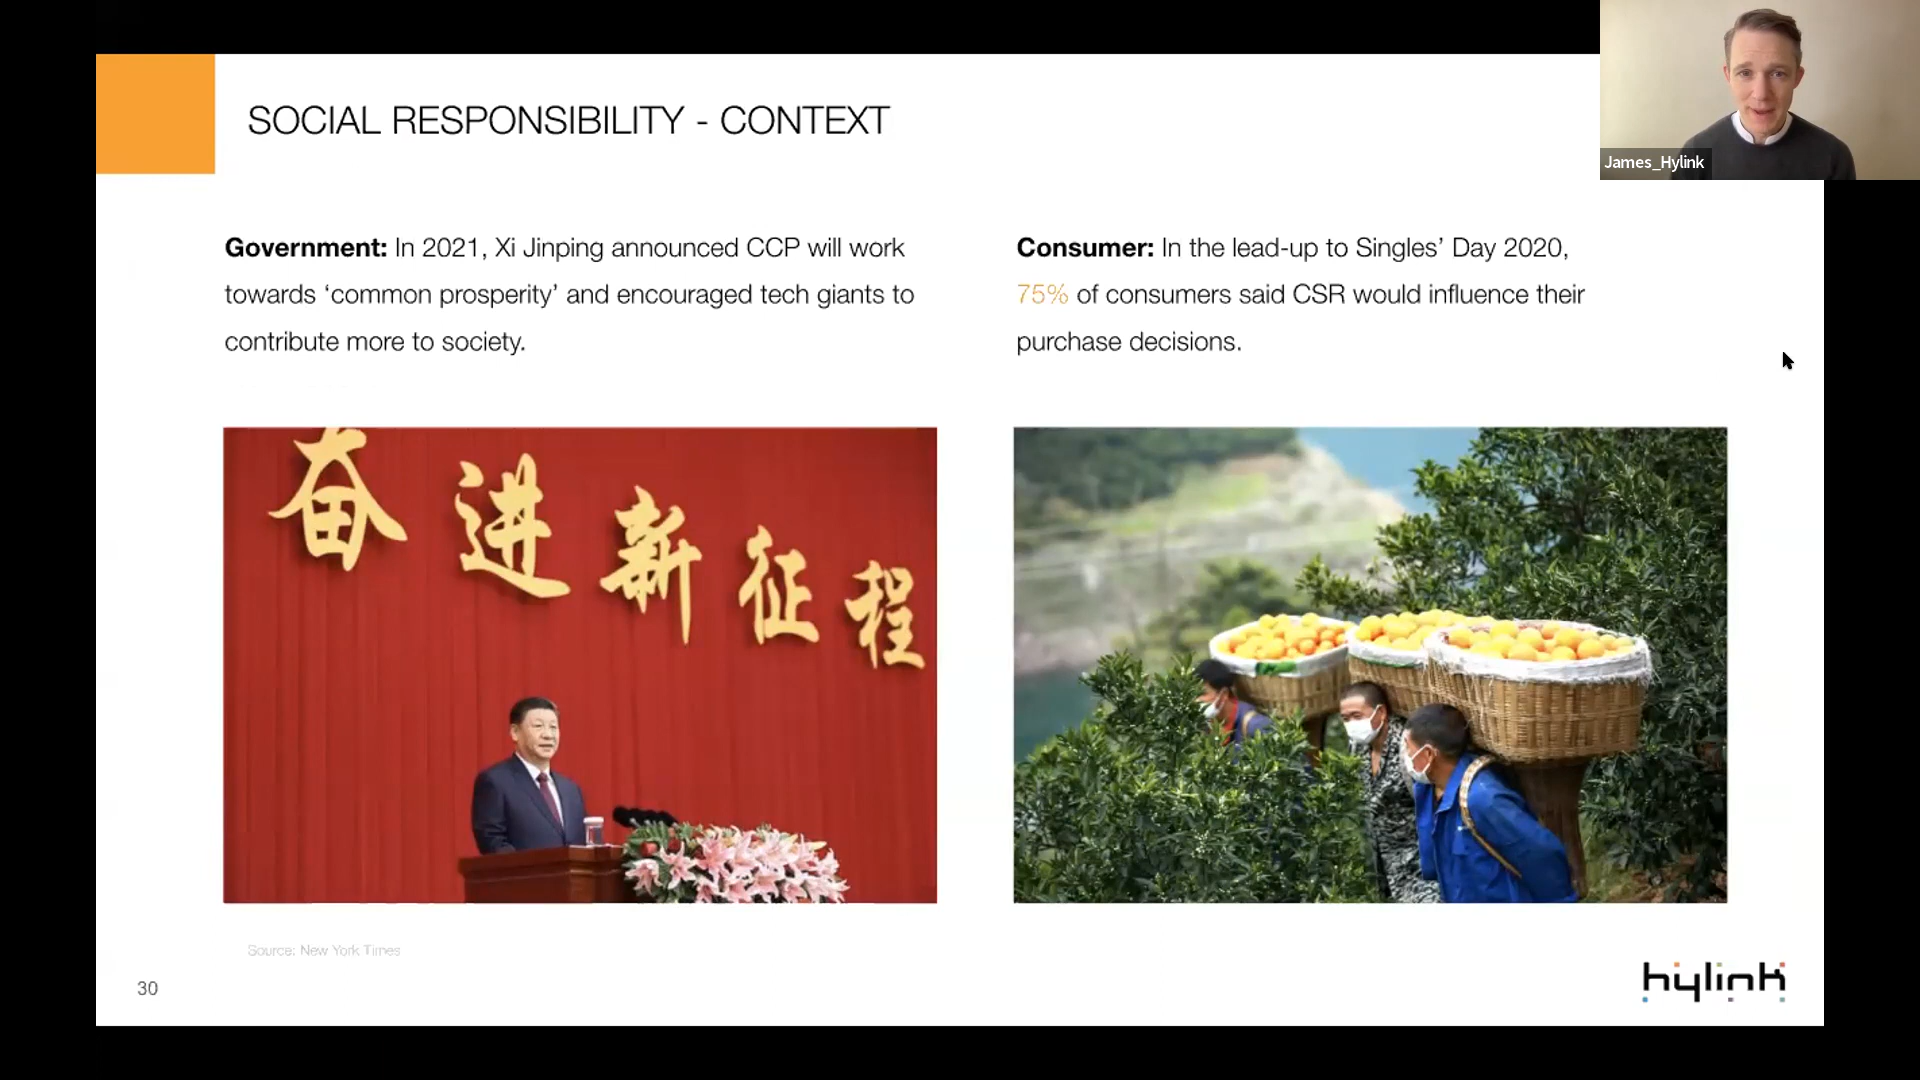 SOCIAL RESPONSIBILITY - CONTEXT
James_Hylink
Government: In 2021, Xi Jinping announced CCP will work
towards ‘common prosperity’ and encouraged tech giants to
contribute more to society.
Consumer: In the lead-up to Singles’ Day 2020,
75% of consumers said CSR would influence their
purchase decisions.
奋进新征程
Source: New York Times
30
hylink